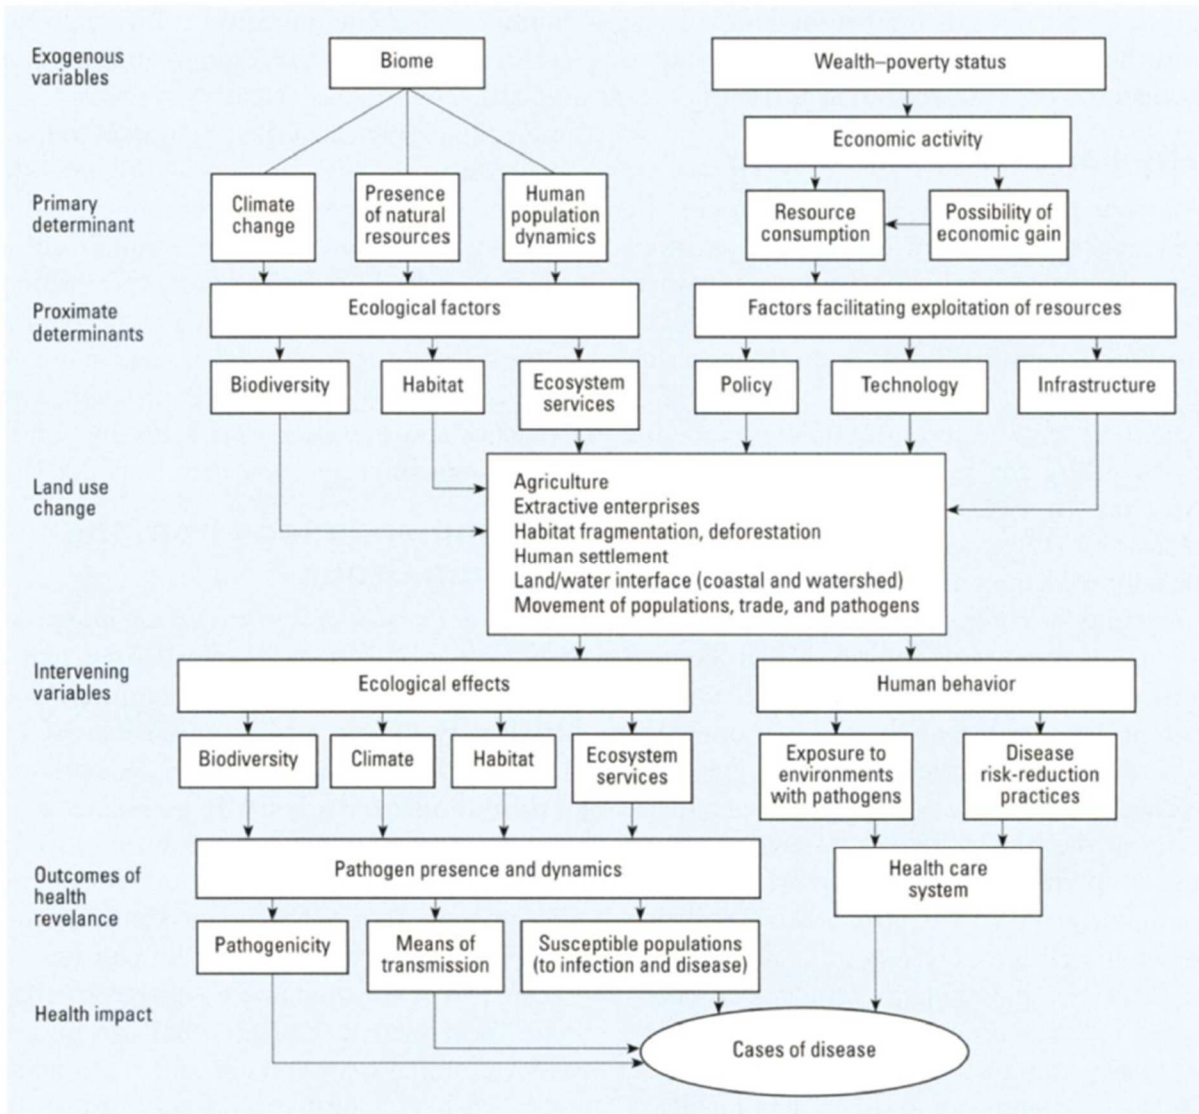 Exogenous
variables
Biome
Wealth–poverty status
Economic activity
Primary
determinant
Climate
change
Presence
of natural
resources
Human
population
dynamics
Resource
consumption
Possibility of
economic gain
Proximate
determinants
Ecological factors
Factors facilitating exploitation of resources
Biodiversity
Habitat
Ecosystem
services
Policy
Technology
Infrastructure
Land use
change
Agriculture
Extractive enterprises
Habitat fragmentation, deforestation
Human settlement
Land/water interface (coastal and watershed)
Movement of populations, trade, and pathogens
Intervening
variables
Ecological effects
Human behavior
Biodiversity
Climate
Habitat
Ecosystem
services
Exposure to
environments
with pathogens
Disease
risk-reduction
practices
Outcomes of
health
revelance
Pathogen presence and dynamics
Health care
system
Pathogenicity
Means of
transmission
Susceptible populations
(to infection and disease)
Health impact
Cases of disease